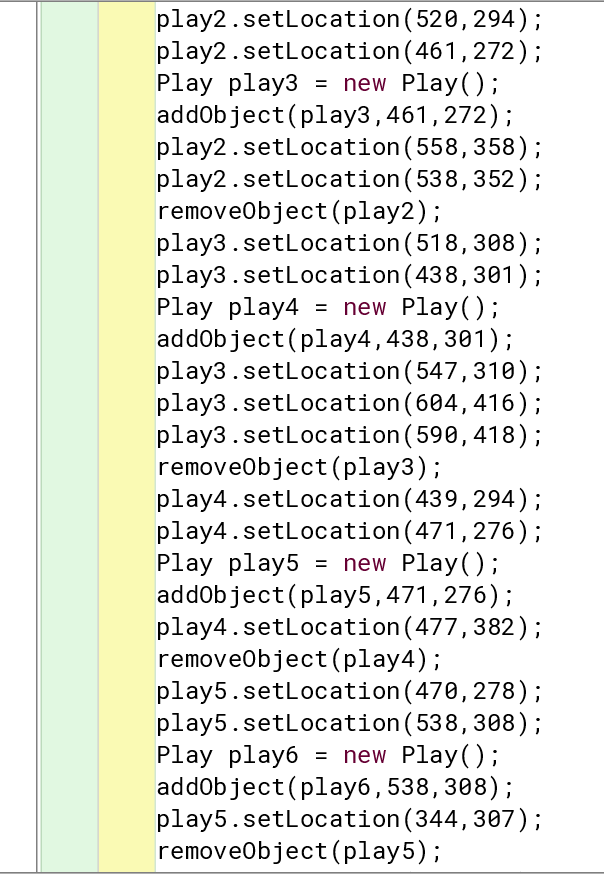 play2.setLocation(520,294);
play2.setLocation(461,272);
Play play3 = new Play();
addObject(play3,461,272);
play2.setLocation(558,358);
play2.setLocation(538,352);
removeObject(play2);
play3.setLocation(518,308);
play3.setLocation(438,301);
Play play4 = new Play();
addObject(play4,438,301);
play3.setLocation(547,310);
play3.setLocation(604,416);
play3.setLocation(590,418);
removeObject(play3);
play4.setLocation(439,294);
play4.setLocation(471,276);
Play play5 = new Play();
addObject(play5,471,276);
play4.setLocation(477,382);
removeObject(play4);
play5.setLocation(470,278);
play5.setLocation(538,308);
Play play6 = new Play();
addObject(play6,538,308);
play5.setLocation(344,307);
removeObject(play5);